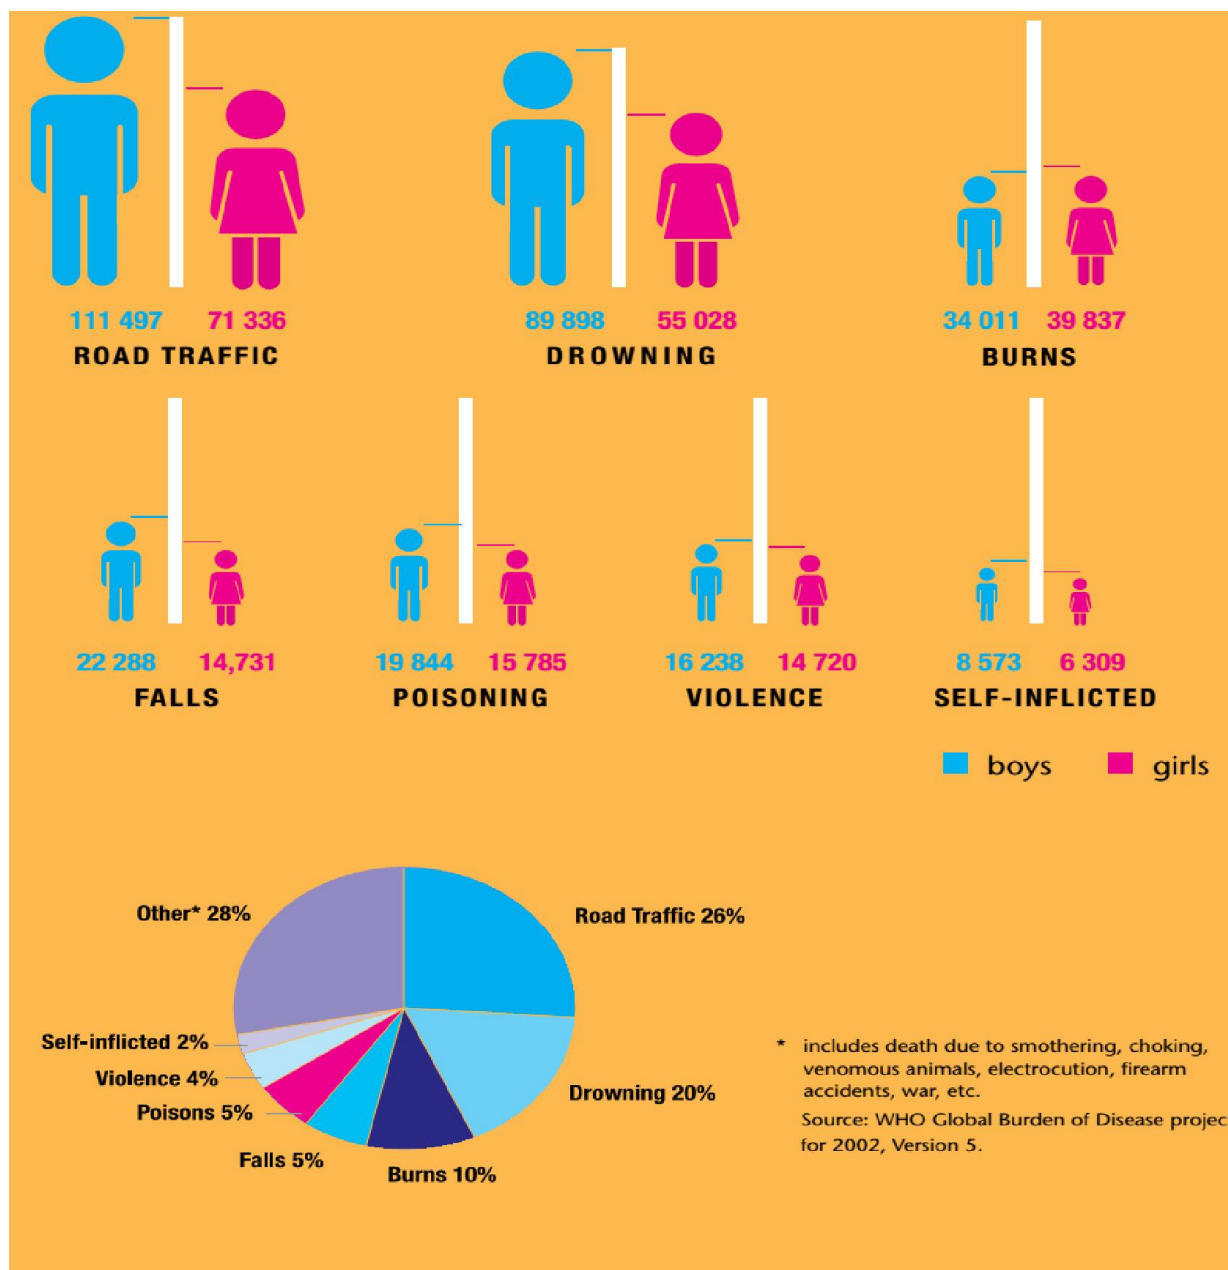 111 497 71 336
ROAD TRAFFIC
89 898 55 028
DROWNING
34 011 39 837
BURNS
22 288 14,731
FALLS
19 844 15 785
POISONING
16 238 14 720
VIOLENCE
8 573 6 309
SELF-INFLICTED
boys girls
Other* 28%
Road Traffic 26%
Self-inflicted 2%
Violence 4%
Poisons 5%
Falls 5%
Burns 10%
Drowning 20%
* includes death due to smothering, choking,
venomous animals, electrocution, firearm
accidents, war, etc.
Source: WHO Global Burden of Disease projec
for 2002, Version 5.